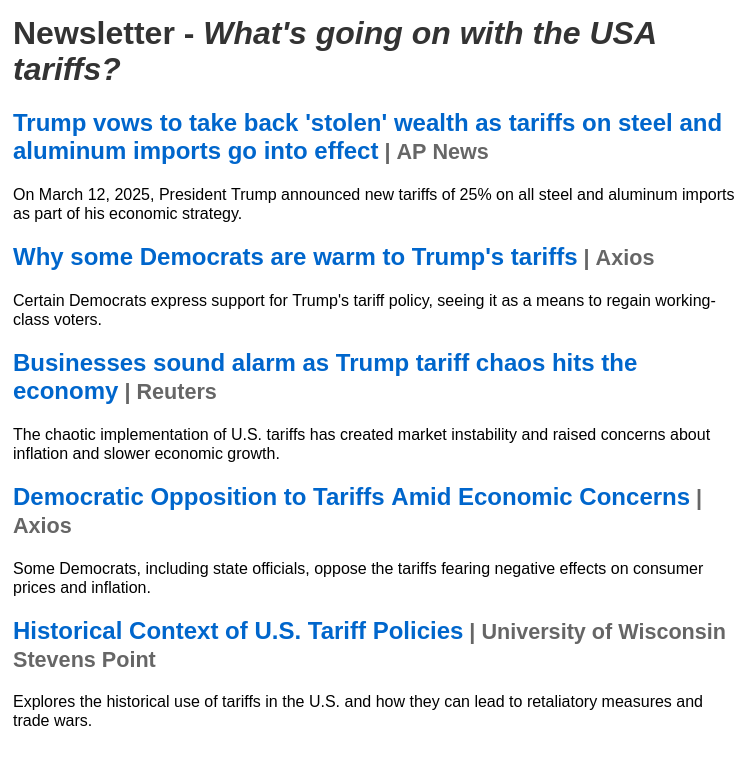 Newsletter - What's going on with the USA
tariffs?
Trump vows to take back 'stolen' wealth as tariffs on steel and
aluminum imports go into effect | AP News
On March 12, 2025, President Trump announced new tariffs of 25% on all steel and aluminum imports
as part of his economic strategy.
Why some Democrats are warm to Trump's tariffs | Axios
Certain Democrats express support for Trump's tariff policy, seeing it as a means to regain working-
class voters.
Businesses sound alarm as Trump tariff chaos hits the
economy | Reuters
The chaotic implementation of U.S. tariffs has created market instability and raised concerns about
inflation and slower economic growth.
Democratic Opposition to Tariffs Amid Economic Concerns |
Axios
Some Democrats, including state officials, oppose the tariffs fearing negative effects on consumer
prices and inflation.
Historical Context of U.S. Tariff Policies | University of Wisconsin
Stevens Point
Explores the historical use of tariffs in the U.S. and how they can lead to retaliatory measures and
trade wars.